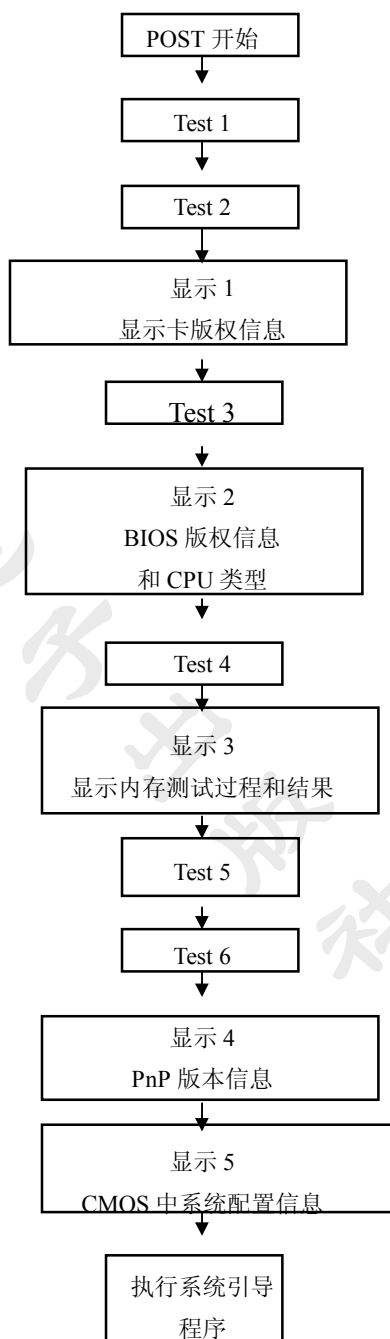 POST 开始
Test 1
Test 2
显示 1
显示卡版权信息
Test 3
显示 2
BIOS 版权信息
和 CPU 类型
Test 4
显示 3
显示内存测试过程和结果
Test 5
Test 6
显示 4
PnP 版本信息
显示 5
CMOS 中系统配置信息
执行系统引导
程序
子
出
版
社